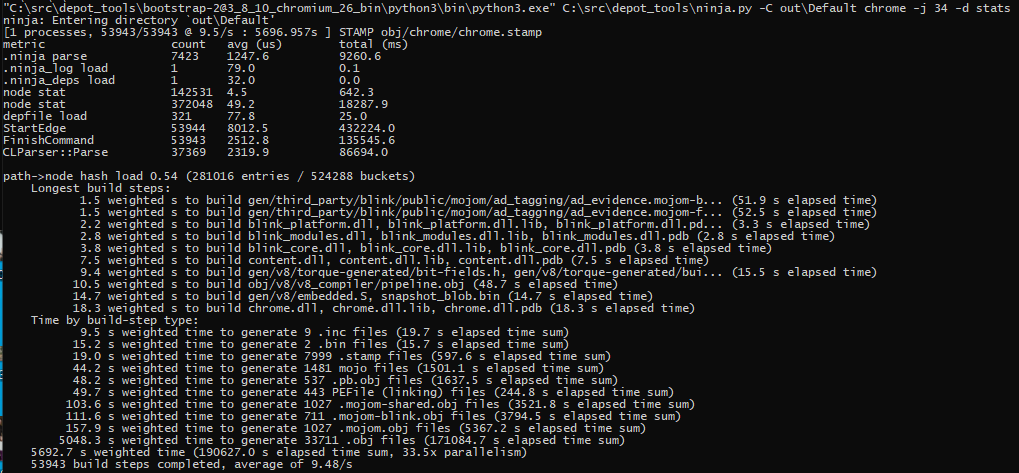 "C:\src\depot_tools\bootstrap-2@3_8_10_chromium_26_bin\python3\bin\python3.exe" C:\src\depot_tools\ninja.py -C out\Default chrome -j 34 -d stats
ninja: Entering directory `out\Default'
[1 processes, 53943/53943 @ 9.5/s : 5696.957s ] STAMP obj/chrome/chrome.stamp
metric count avg (us) total (ms)
.ninja parse 7423 1247.6 9260.6
.ninja_log load 1 79.0 0.1
.ninja_deps load 1 32.0 0.0
node stat 142531 4.5 642.3
node stat 372048 49.2 18287.9
depfile load 321 77.8 25.0
StartEdge 53944 8012.5 432224.0
FinishCommand 53943 2512.8 135545.6
CLParser::Parse 37369 2319.9 86694.0

path->node hash load 0.54 (281016 entries / 524288 buckets)
Longest build steps:
1.5 weighted s to build gen/third_party/blink/public/mojom/ad_tagging/ad_evidence.mojom-b... (51.9 s elapsed time)
1.5 weighted s to build gen/third_party/blink/public/mojom/ad_tagging/ad_evidence.mojom-f... (52.5 s elapsed time)
2.2 weighted s to build blink_platform.dll, blink_platform.dll.lib, blink_platform.dll.pd... (3.3 s elapsed time)
2.8 weighted s to build blink_modules.dll, blink_modules.dll.lib, blink_modules.dll.pdb (2.8 s elapsed time)
3.8 weighted s to build blink_core.dll, blink_core.dll.lib, blink_core.dll.pdb (3.8 s elapsed time)
7.5 weighted s to build content.dll, content.dll.lib, content.dll.pdb (7.5 s elapsed time)
9.4 weighted s to build gen/v8/torque-generated/bit-fields.h, gen/v8/torque-generated/bui... (15.5 s elapsed time)
10.5 weighted s to build obj/v8/v8_compiler/pipeline.obj (48.7 s elapsed time)
14.7 weighted s to build gen/v8/embedded.S, snapshot_blob.bin (14.7 s elapsed time)
18.3 weighted s to build chrome.dll, chrome.dll.lib, chrome.dll.pdb (18.3 s elapsed time)
Time by build-step type:
9.5 s weighted time to generate 9 .inc files (19.7 s elapsed time sum)
15.2 s weighted time to generate 2 .bin files (15.7 s elapsed time sum)
19.0 s weighted time to generate 7999 .stamp files (597.6 s elapsed time sum)
44.2 s weighted time to generate 1481 mojo files (1501.1 s elapsed time sum)
48.2 s weighted time to generate 537 .pb.obj files (1637.5 s elapsed time sum)
49.7 s weighted time to generate 443 PEFile (linking) files (244.8 s elapsed time sum)
103.6 s weighted time to generate 1027 .mojom-shared.obj files (3521.8 s elapsed time sum)
111.6 s weighted time to generate 711 .mojom-blink.obj files (3794.5 s elapsed time sum)
157.9 s weighted time to generate 1027 .mojom.obj files (5367.2 s elapsed time sum)
5048.3 s weighted time to generate 33711 .obj files (171084.7 s elapsed time sum)
5692.7 s weighted time (190627.0 s elapsed time sum, 33.5x parallelism)
53943 build steps completed, average of 9.48/s